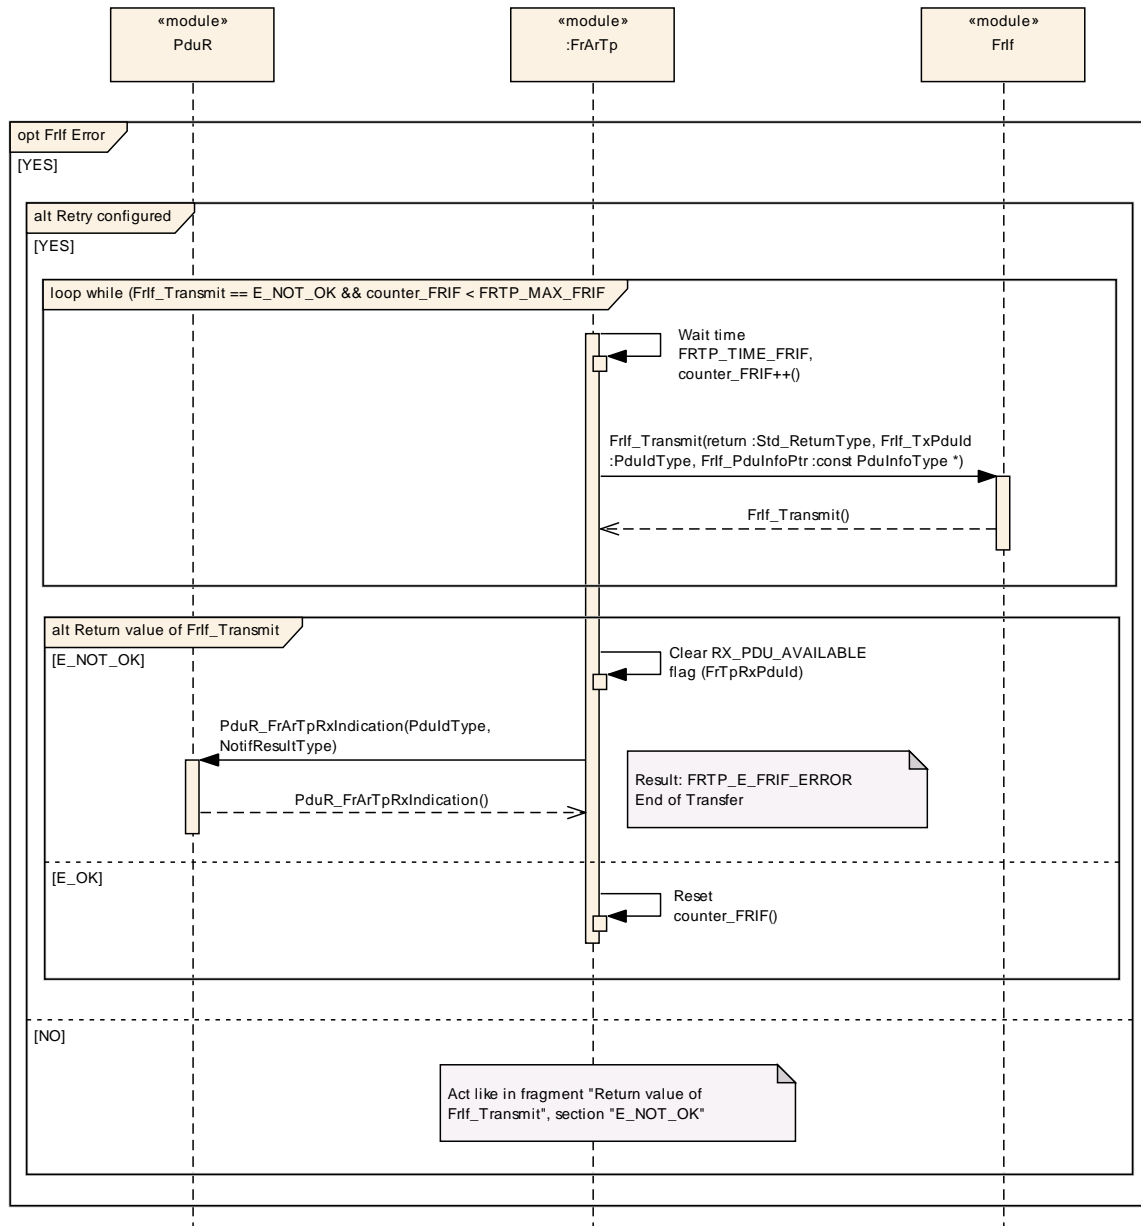 «module»
PduR
«module»
:FrArTp
«module»
FrIf
opt FrIf Error
[YES]
alt Retry configured
[YES]
loop while (FrIf_Transmit == E_NOT_OK && counter_FRIF < FRTP_MAX_FRIF
Wait time
FRTP_TIME_FRIF,
counter_FRIF++()
FrIf_Transmit(return :Std_ReturnType, FrIf_TxPduId
:PduIdType, FrIf_PduInfoPtr :const PduInfoType *)
FrIf_Transmit()
alt Return value of FrIf_Transmit
[E_NOT_OK]
Clear RX_PDU_AVAILABLE
flag (FrTpRxPduId)
PduR_FrArTpRxIndication(PduIdType,
NotifResultType)
Result: FRTP_E_FRIF_ERROR
End of Transfer
PduR_FrArTpRxIndication()
[E_OK]
Reset
counter_FRIF()
[NO]
Act like in fragment "Return value of
FrIf_Transmit", section "E_NOT_OK"